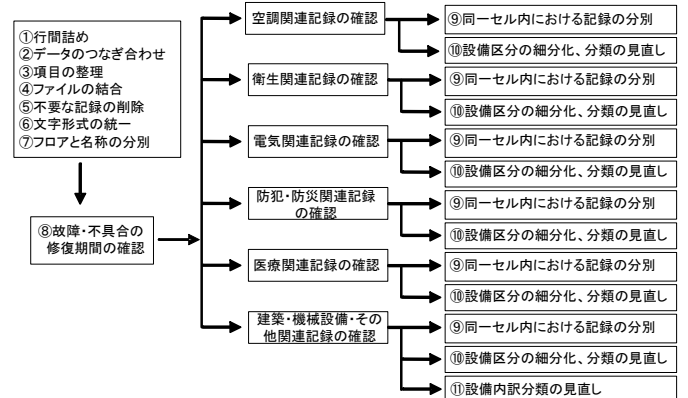 ①行間詰め
②データのつなぎ合わせ
③項目の整理
④ファイルの結合
⑤不要な記録の削除
⑥文字形式の統一
⑦フロアと名称の分別
⑧故障・不具合の
修復期間の確認
空調関連記録の確認
⑨同一セル内における記録の分別
⑩設備区分の細分化、分類の見直し
衛生関連記録の確認
⑨同一セル内における記録の分別
⑩設備区分の細分化、分類の見直し
電気関連記録の確認
⑨同一セル内における記録の分別
⑩設備区分の細分化、分類の見直し
防犯・防災関連記録
の確認
⑨同一セル内における記録の分別
⑩設備区分の細分化、分類の見直し
医療関連記録の確認
⑨同一セル内における記録の分別
⑩設備区分の細分化、分類の見直し
建築・機械設備・その
他関連記録の確認
⑨同一セル内における記録の分別
⑩設備区分の細分化、分類の見直し
⑪設備内訳分類の見直し